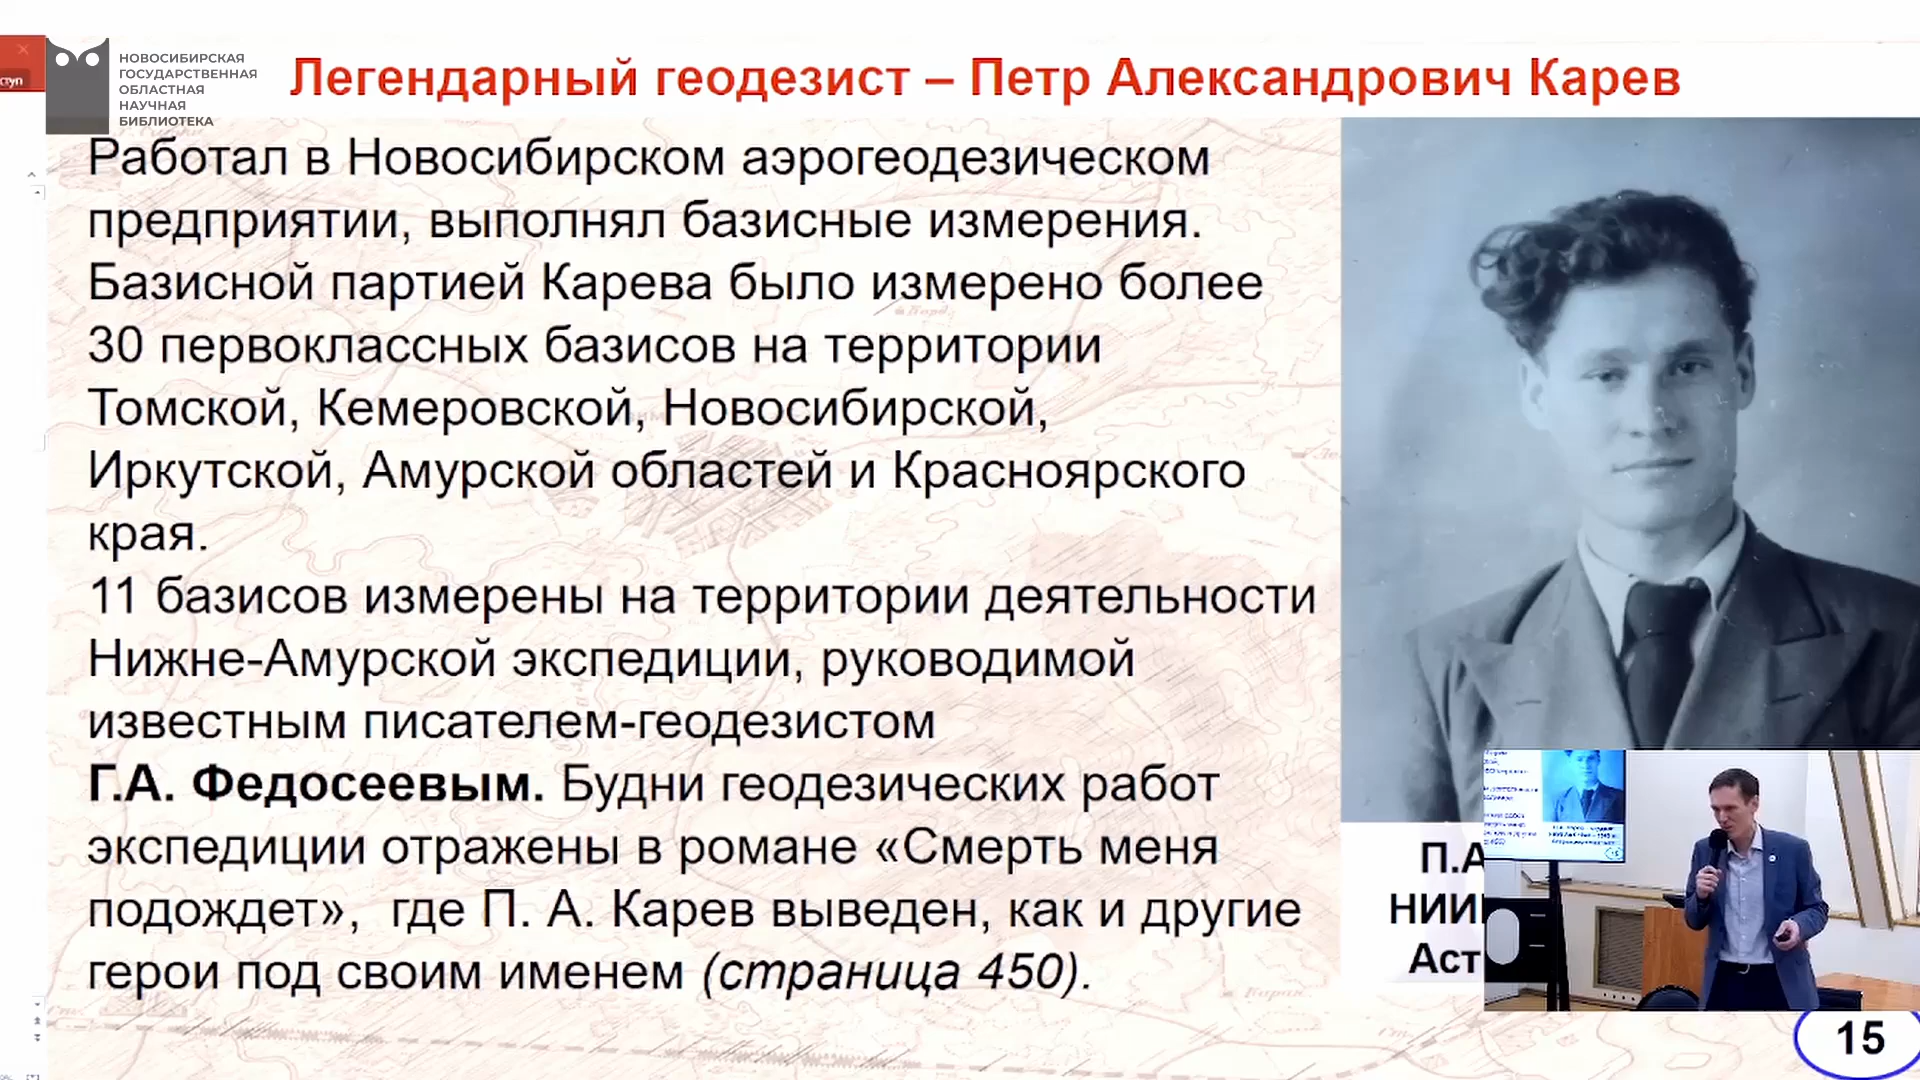 НОВОСИБИРСКАЯ
ГОСУДАРСТВЕННАЯ
ОБЛАСТНАЯ
НАУЧНАЯ
БИБЛИОТЕКА
Легендарный геодезист – Петр Александрович Карев
Работал в Новосибирском аэрогеодезическом
предприятии, выполнял базисные измерения.
Базисной партией Карева было измерено более
30 первоклассных базисов на территории
Томской, Кемеровской, Новосибирской,
Иркутской, Амурской областей и Красноярского
края.
11 базисов измерены на территории деятельности
Нижне-Амурской экспедиции, руководимой
известным писателем-геодезистом
Г.А. Федосеевым. Будни геодезических работ
экспедиции отражены в романе «Смерть меня
подождет», где П. А. Карев выведен, как и другие
герои под своим именем (страница 450).
П.А
НИИ
Аст
15